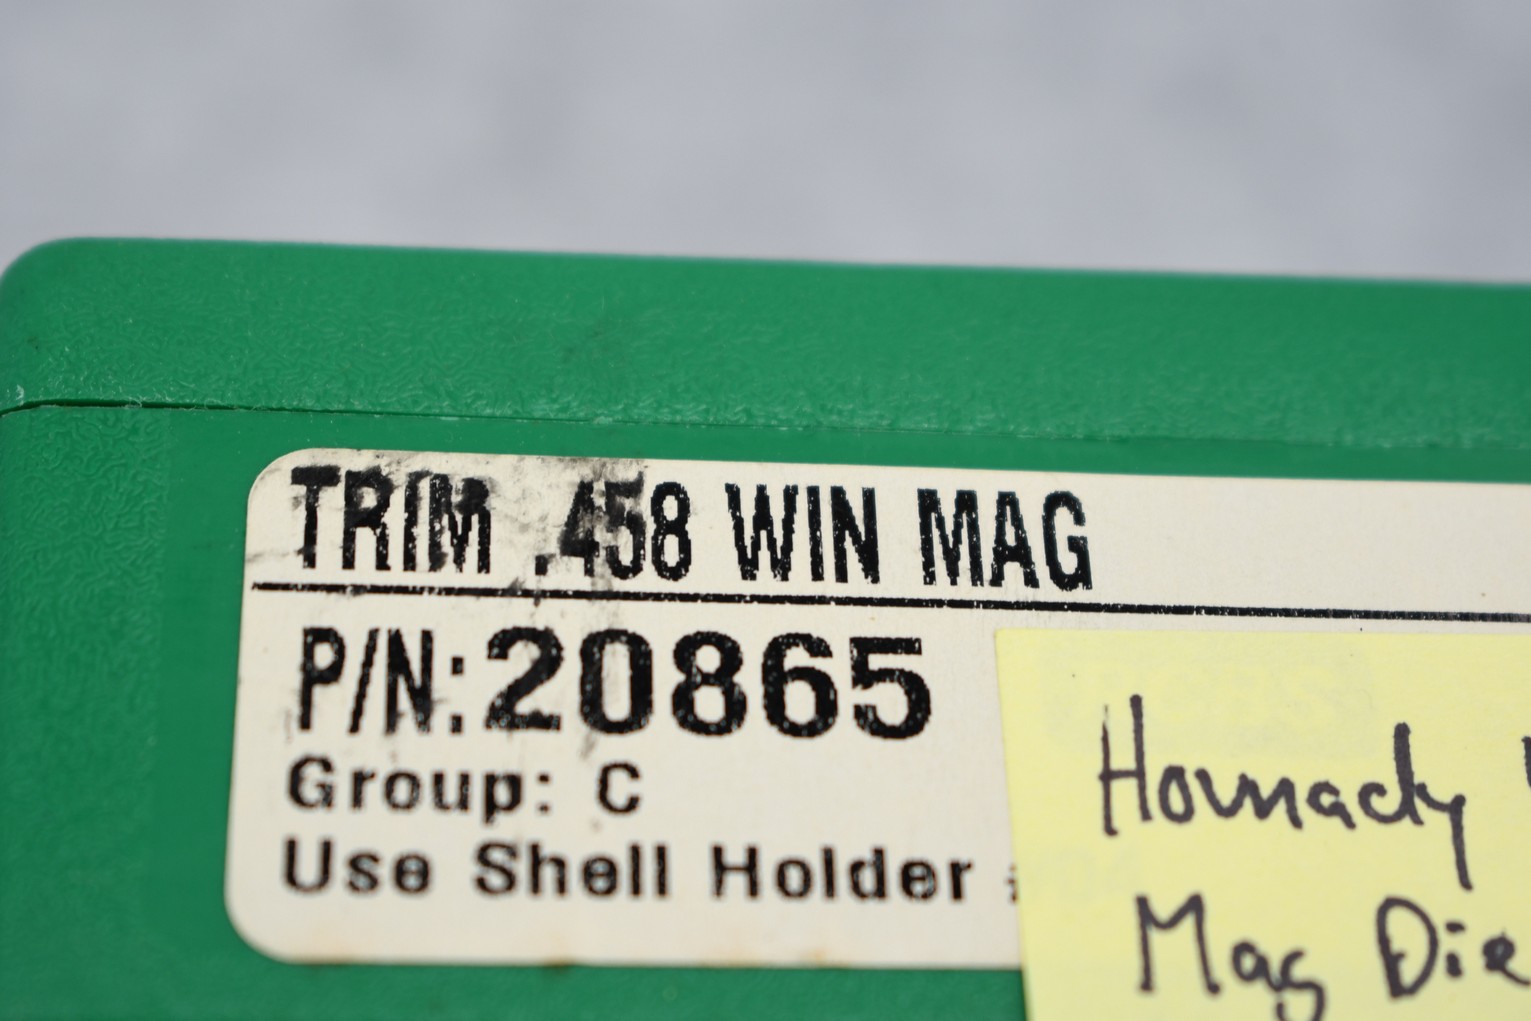 TRIM .458 WIN MAG
P/N:20865
Group: C
Use Shell Holder
Hornady
Mag Die